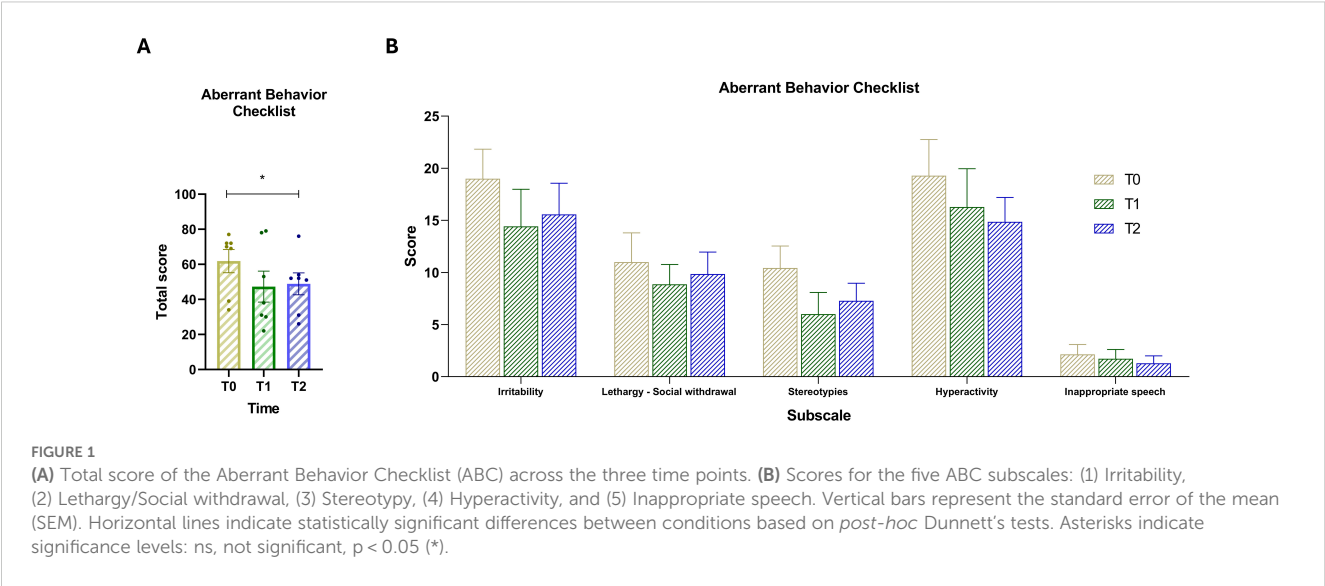 A
B
Aberrant Behavior
Checklist
*
100
80
60
40
20
0
Total score
T0 T1 T2
Time
Aberrant Behavior Checklist
25
20
15
10
5
0
Score
T0
T1
T2
Irritability Lethargy - Social withdrawal Stereotypies Hyperactivity Inappropriate speech
Subscale
FIGURE 1
(A) Total score of the Aberrant Behavior Checklist (ABC) across the three time points. (B) Scores for the five ABC subscales: (1) Irritability,
(2) Lethargy/Social withdrawal, (3) Stereotypy, (4) Hyperactivity, and (5) Inappropriate speech. Vertical bars represent the standard error of the mean
(SEM). Horizontal lines indicate statistically significant differences between conditions based on post-hoc Dunnett’s tests. Asterisks indicate
significance levels: ns, not significant, p < 0.05 (*).